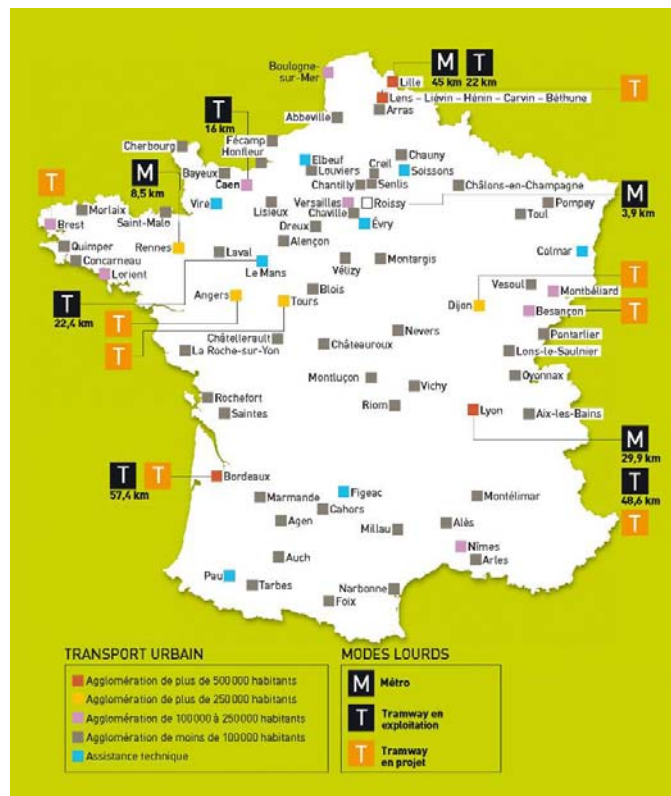 Boulogne-
sur-Mer
M T
45 km 22 km
Lille
T
Lens – Liévin – Hénin – Carvin – Béthune
Arras
Abbeville
T
16 km
Cherbourg
Fécamp
Honfleur
Bayeux
Caen
Elbeuf
Louviers
Creil
Chauny
Soissons
Chantilly
Senlis
Châlons-en-Champagne
M
8,5 km
T
Morlaix
Brest
Saint-Malo
Vire
Lisieux
Versailles
Roissy
Chaville
Dreux
Évry
Pompey
Toul
M
3,9 km
Quimper
Concarneau
Lorient
Rennes
Laval
Alençon
Le Mans
Vélizy
Montargis
Colmar
T
22,4 km
T
T
Angers
Blois
Tours
Dijon
Vesoul
Montbéliard
Besançon
T
T
Châtellerault
La Roche-sur-Yon
Châteauroux
Nevers
Pontarlier
Lons-le-Saulnier
Oyonnax
Montluçon
Vichy
Riom
Rochefort
Saintes
Lyon
Aix-les-Bains
M
29,9 km
T
48,6 km
T
T T
57,4 km
Bordeaux
Marmande
Figeac
Cahors
Agen
Montélimar
Millau
Alès
Nîmes
Arles
Auch
Pau
Tarbes
Narbonne
Foix
TRANSPORT URBAIN
Agglomération de plus de 500 000 habitants
Agglomération de plus de 250 000 habitants
Agglomération de 100 000 à 250 000 habitants
Agglomération de moins de 100 000 habitants
Assistance technique
MODES LOURDS
M Métro
T Tramway en
exploitation
T Tramway
en projet